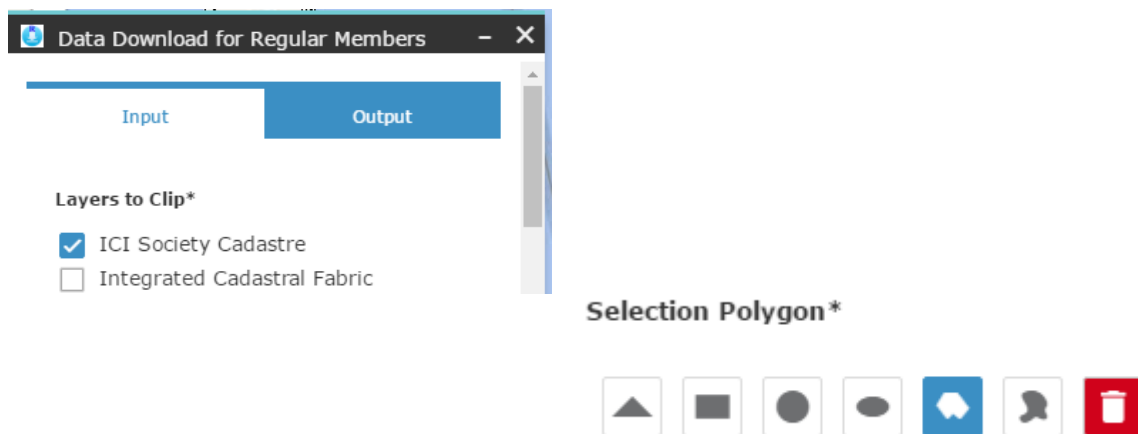 Data Download for Regular Members
Input
Output
Layers to Clip*
ICI Society Cadastre
Integrated Cadastral Fabric
Selection Polygon*